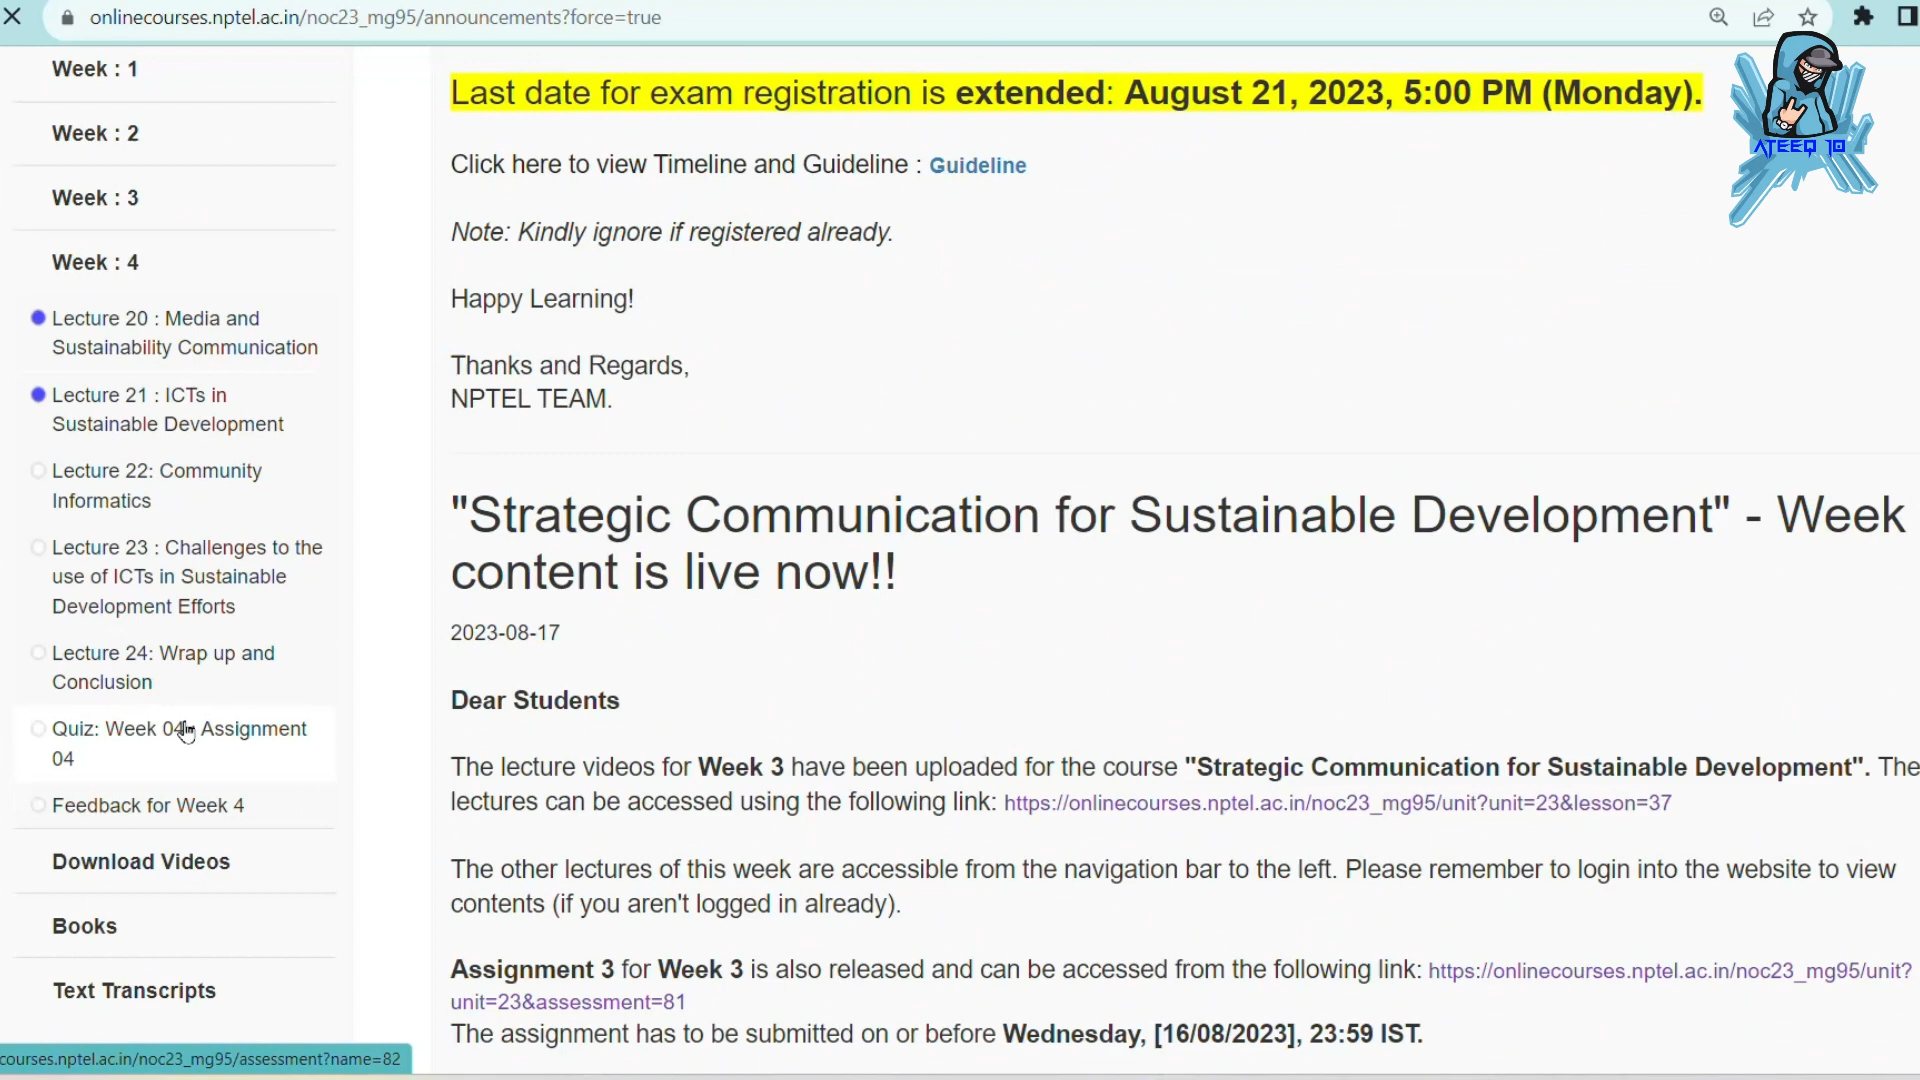 onlinecourses.nptel.ac.in/noc23_mg95/announcements?force=true
Week : 1
Week : 2
Week : 3
Week : 4
Lecture 20 : Media and
Sustainability Communication
Lecture 21 : ICTs in
Sustainable Development
Lecture 22: Community
Informatics
Lecture 23 : Challenges to the
use of ICTs in Sustainable
Development Efforts
Lecture 24: Wrap up and
Conclusion
Quiz: Week 04 Assignment
04
Feedback for Week 4
Download Videos
Books
Text Transcripts
courses.nptel.ac.in/noc23_mg95/assessment?name=82
Last date for exam registration is extended: August 21, 2023, 5:00 PM (Monday).
Click here to view Timeline and Guideline : Guideline
Note: Kindly ignore if registered already.
Happy Learning!
Thanks and Regards,
NPTEL TEAM.
"Strategic Communication for Sustainable Development" - Week
content is live now!!
2023-08-17
Dear Students
The lecture videos for Week 3 have been uploaded for the course "Strategic Communication for Sustainable Development". The
lectures can be accessed using the following link: https://onlinecourses.nptel.ac.in/noc23_mg95/unit?unit=23&lesson=37
The other lectures of this week are accessible from the navigation bar to the left. Please remember to login into the website to view
contents (if you aren't logged in already).
Assignment 3 for Week 3 is also released and can be accessed from the following link: https://onlinecourses.nptel.ac.in/noc23_mg95/unit?
unit=23&assessment=81
The assignment has to be submitted on or before Wednesday, [16/08/2023], 23:59 IST.
ATEEQ 10